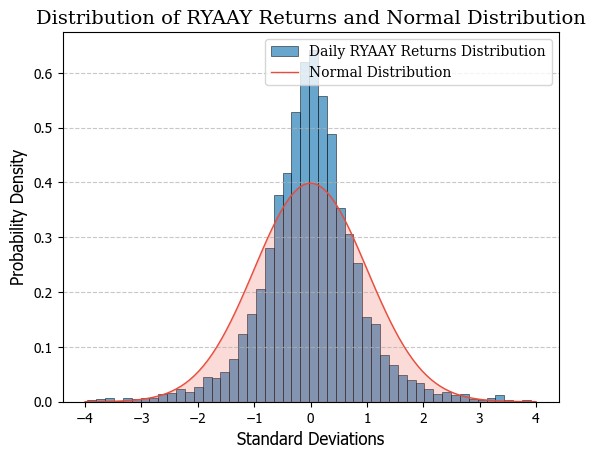 Distribution of RYAAY Returns and Normal Distribution
Daily RYAAY Returns Distribution
Normal Distribution
Probability Density
0.6
0.5
0.4
0.3
0.2
0.1
0.0
−4 −3 −2 −1 0 1 2 3 4
Standard Deviations